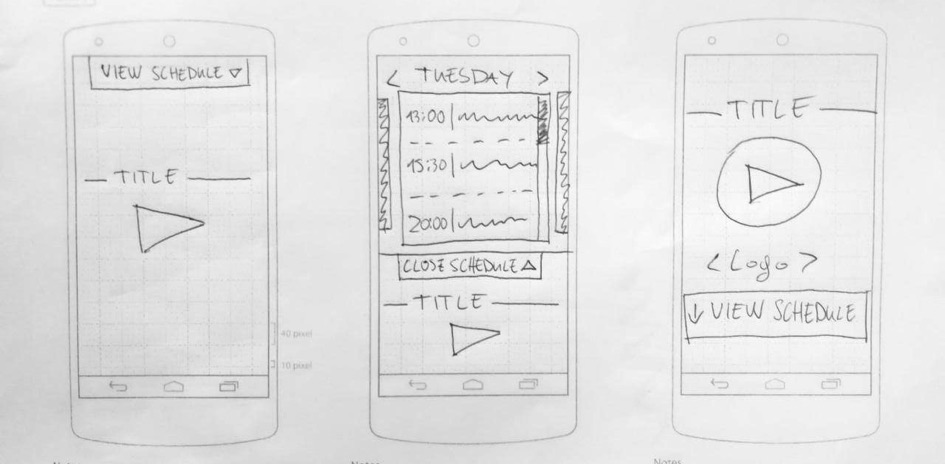 VIEW SCHEDULE ▽
TITLE
40 pixel
10 pixel
< TUESDAY >
13:00
15:30
20:00
CLOSE SCHEDULE △
TITLE
Notes
TITLE
< Logo >
↓ VIEW SCHEDULE
Notes